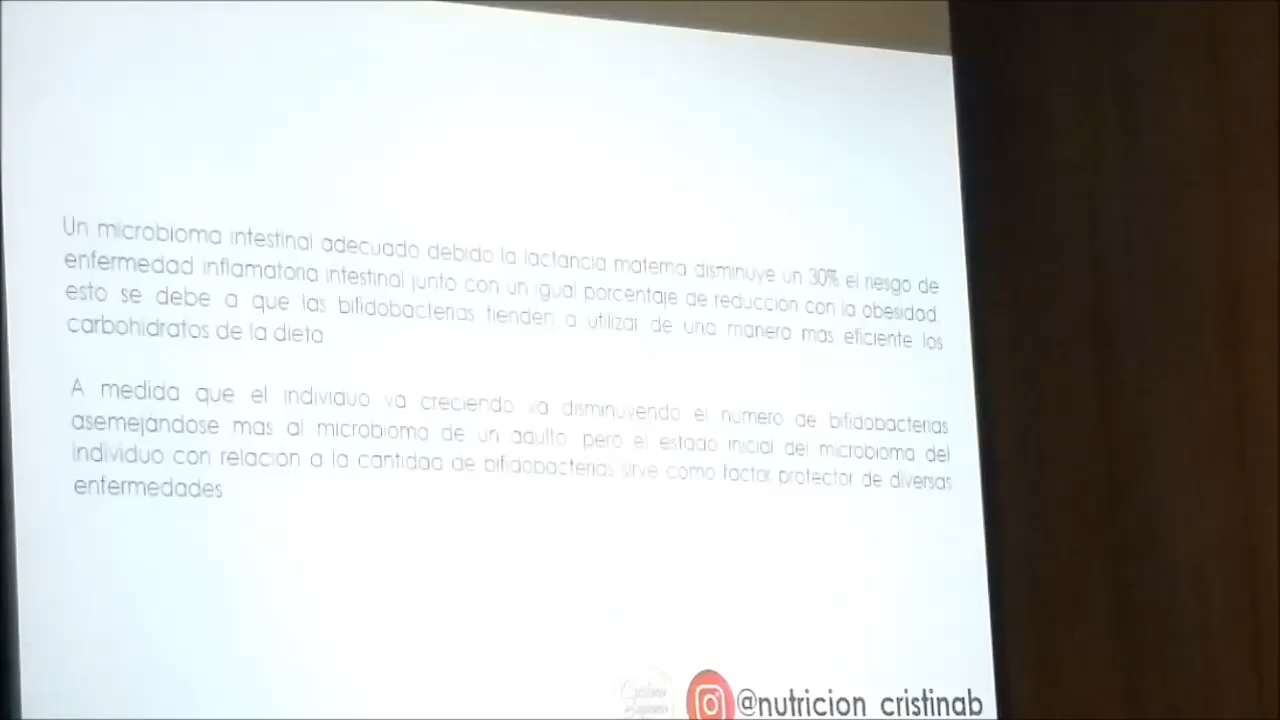 Un microbioma intestinal adecuado debido la lactancia materna disminuye un 30% el riesgo de
enfermedad inflamatoria intestinal junto con un igual porcentaje de reducción con la obesidad,
esto se debe a que las bifidobacterias tienden a utilizar de una manera mas eficiente los
carbohidratos de la dieta
A medida que el individuo va creciendo va disminuyendo el numero de bifidobacterias
asemejándose mas al microbioma de un adulto, pero el estado inicial del microbioma del
individuo con relación a la cantidad de bifidobacterias sirve como factor protector de diversas
enfermedades
@nutricion_cristinab